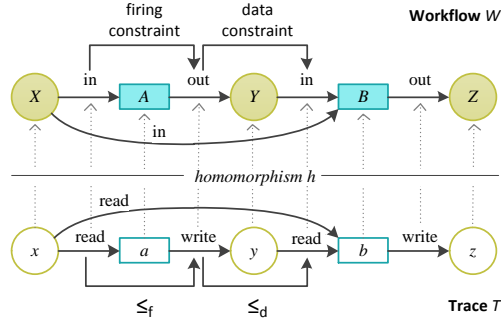 firing constraint
data constraint
Workflow W
in
out
in
out
X
A
Y
B
Z
in
homomorphism h
read
read
write
read
write
x
a
y
b
z
≤f
≤d
Trace T